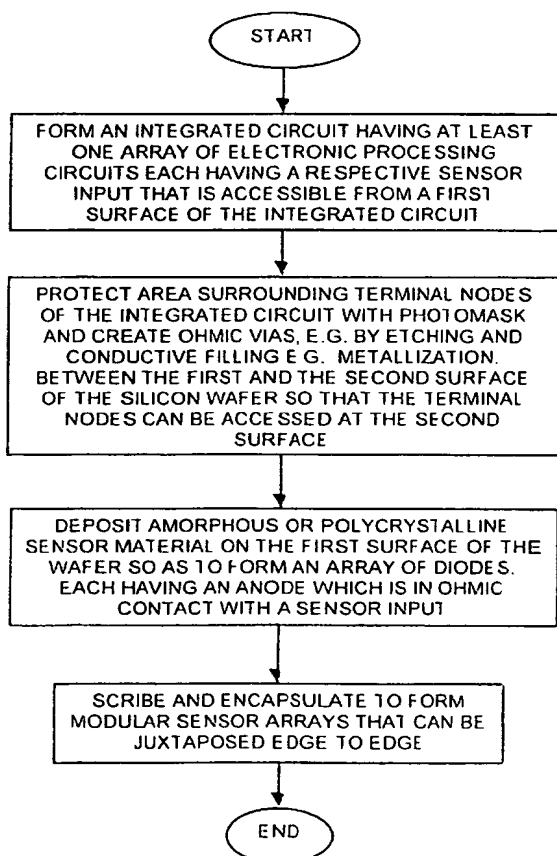 START
FORM AN INTEGRATED CIRCUIT HAVING AT LEAST
ONE ARRAY OF ELECTRONIC PROCESSING
CIRCUITS EACH HAVING A RESPECTIVE SENSOR
INPUT THAT IS ACCESSIBLE FROM A FIRST
SURFACE OF THE INTEGRATED CIRCUIT
PROTECT AREA SURROUNDING TERMINAL NODES
OF THE INTEGRATED CIRCUIT WITH PHOTOMASK
AND CREATE OHMIC VIAS, E.G. BY ETCHING AND
CONDUCTIVE FILLING E G. METALLIZATION.
BETWEEN THE FIRST AND THE SECOND SURFACE
OF THE SILICON WAFER SO THAT THE TERMINAL
NODES CAN BE ACCESSED AT THE SECOND
SURFACE
DEPOSIT AMORPHOUS OR POLYCRYSTALLINE
SENSOR MATERIAL ON THE FIRST SURFACE OF THE
WAFER SO AS TO FORM AN ARRAY OF DIODES.
EACH HAVING AN ANODE WHICH IS IN OHMIC
CONTACT WITH A SENSOR INPUT
SCRIBE AND ENCAPSULATE TO FORM
MODULAR SENSOR ARRAYS THAT CAN BE
JUXTAPOSED EDGE TO EDGE
END